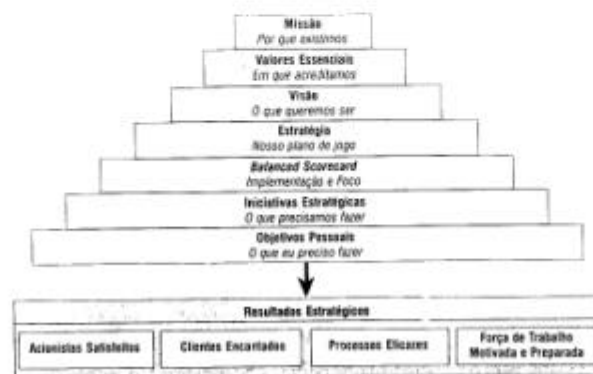 Missão
Por que existimos
Valores Essenciais
Em que acreditamos
Visão
O que queremos ser
Estratégia
Nosso plano de jogo
Balanced Scorecard
Implementação e Foco
Iniciativas Estratégicas
O que precisamos fazer
Objetivos Pessoais
O que eu preciso fazer
Resultados Estratégicos
Acionistas Satisfeitos
Clientes Encantados
Processos Eficazes
Força de Trabalho
Motivada e Preparada